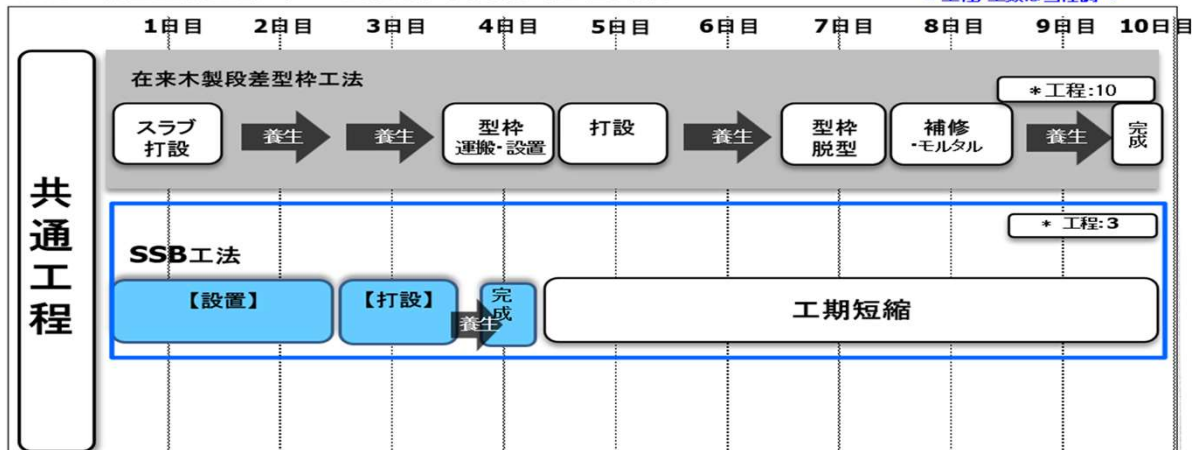 1日目 2日目 3日目 4日目 5日目 6日目 7日目 8日目 9日目 10日目
共通工程
在来木製段差型枠工法
*工程:10
スラブ
打設
養生
養生
型枠
運搬・設置
打設
養生
型枠
脱型
補修
・モルタル
養生
完成
* 工程:3
SSB工法
【設置】
【打設】
養生
完成
工期短縮